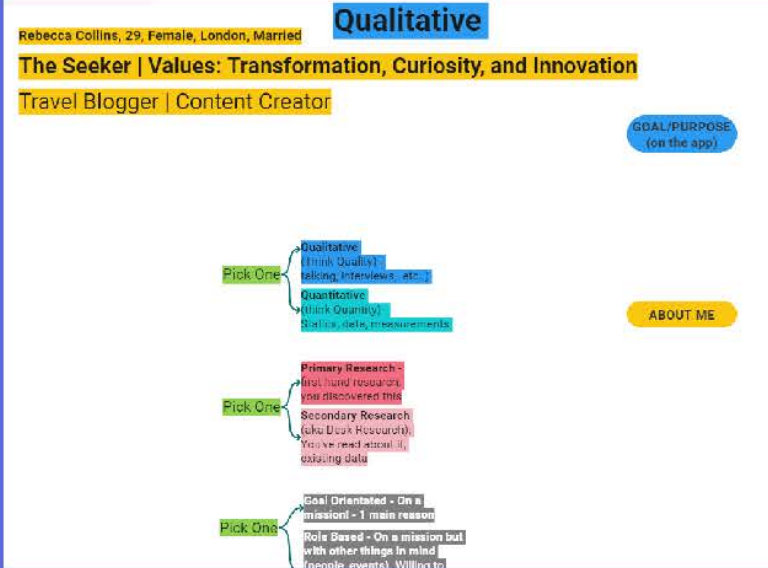 Qualitative
Rebecca Collins, 29, Female, London, Married
The Seeker | Values: Transformation, Curiosity, and Innovation
Travel Blogger | Content Creator
GOAL/PURPOSE
(on the app)
Pick One
Qualitative
(Think Quality) -
talking, interviews, etc..)
Quantitative
(think Quantity) -
Statics, data, measurements
ABOUT ME
Pick One
Primary Research -
first hand research,
you discovered this
Secondary Research
(aka Desk Research):
You've read about it,
existing data
Pick One
Goal Orientated - On a
mission! - 1 main reason
Role Based - On a mission but
with other things in mind
(people, events). Willing to